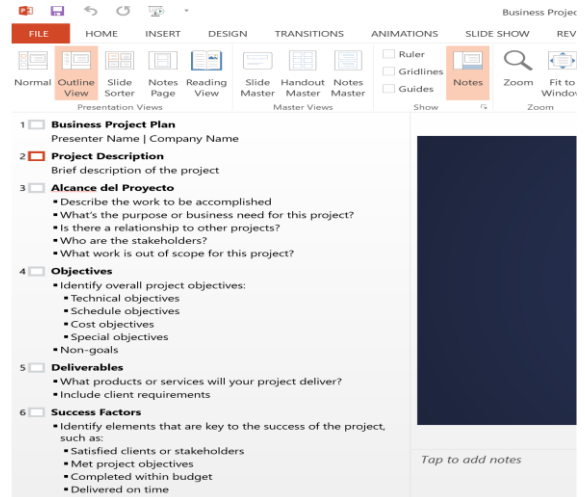 Business Projec
FILE HOME INSERT DESIGN TRANSITIONS ANIMATIONS SLIDE SHOW REV
Ruler
Gridlines
Guides
Normal Outline View Slide Sorter Notes Page Reading View Slide Master Handout Master Notes Master Notes Zoom Fit to Window
Presentation Views Master Views Show Zoom
1 Business Project Plan
Presenter Name | Company Name
2 Project Description
Brief description of the project
3 Alcance del Proyecto
▪ Describe the work to be accomplished
▪ What's the purpose or business need for this project?
▪ Is there a relationship to other projects?
▪ Who are the stakeholders?
▪ What work is out of scope for this project?
4 Objectives
▪ Identify overall project objectives:
▪ Technical objectives
▪ Schedule objectives
▪ Cost objectives
▪ Special objectives
▪ Non-goals
5 Deliverables
▪ What products or services will your project deliver?
▪ Include client requirements
6 Success Factors
▪ Identify elements that are key to the success of the project,
such as:
▪ Satisfied clients or stakeholders
▪ Met project objectives
▪ Completed within budget
▪ Delivered on time
Tap to add notes